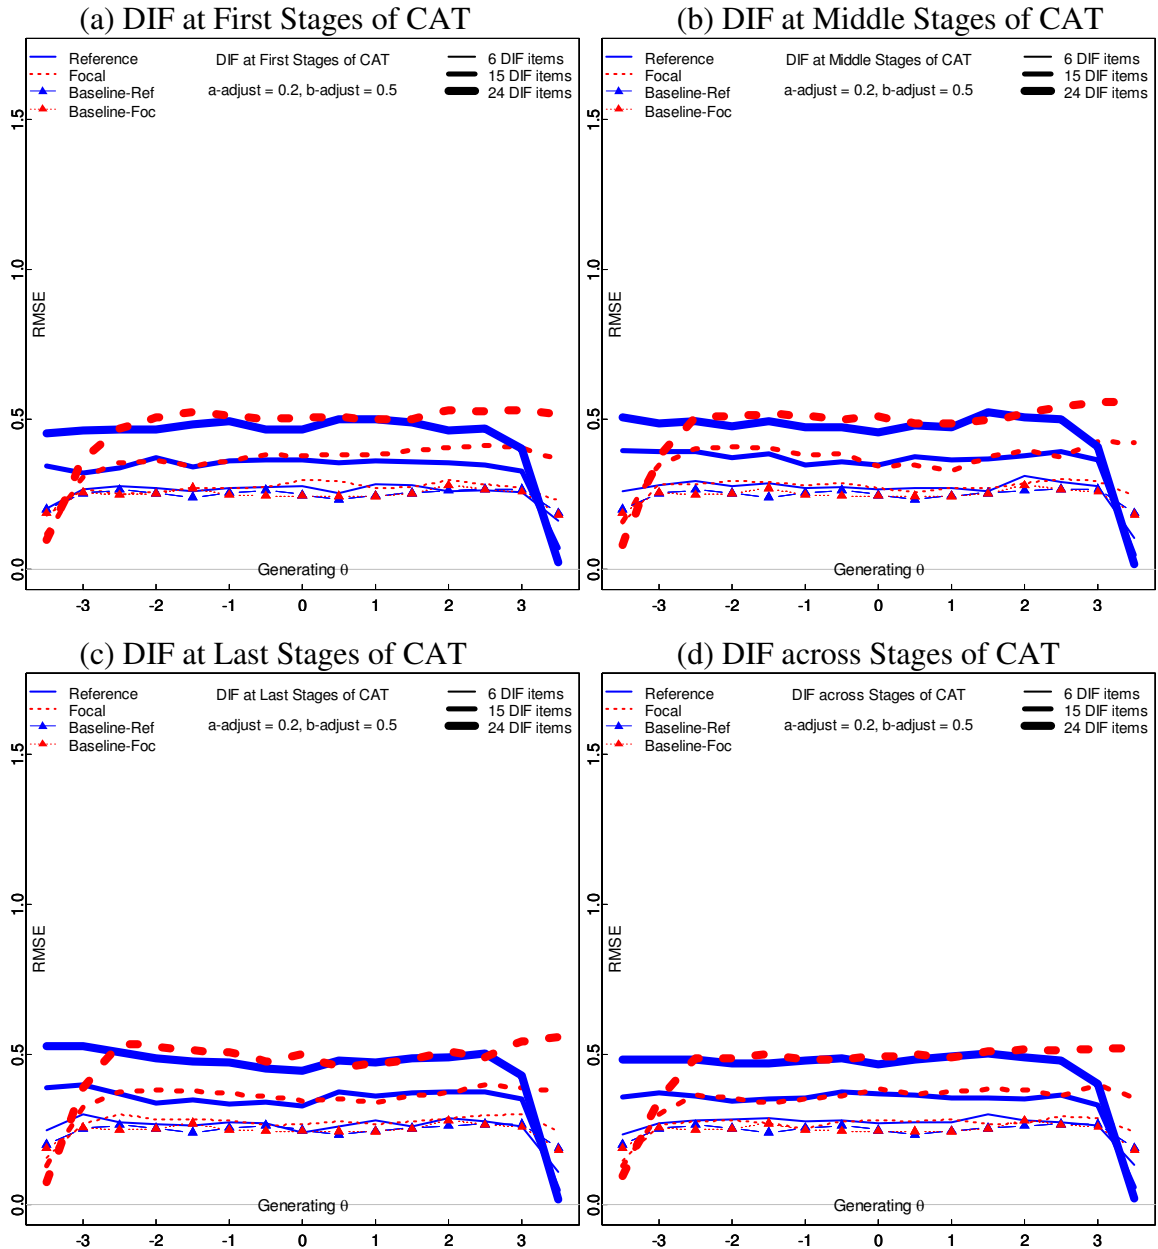 (a) DIF at First Stages of CAT
Reference
Focal
Baseline-Ref
Baseline-Foc
DIF at First Stages of CAT
a-adjust = 0.2, b-adjust = 0.5
6 DIF items
15 DIF items
24 DIF items
RMSE
0.0
0.5
1.0
1.5
Generating θ
-3 -2 -1 0 1 2 3
(b) DIF at Middle Stages of CAT
Reference
Focal
Baseline-Ref
Baseline-Foc
DIF at Middle Stages of CAT
a-adjust = 0.2, b-adjust = 0.5
6 DIF items
15 DIF items
24 DIF items
RMSE
0.0
0.5
1.0
1.5
Generating θ
-3 -2 -1 0 1 2 3
(c) DIF at Last Stages of CAT
Reference
Focal
Baseline-Ref
Baseline-Foc
DIF at Last Stages of CAT
a-adjust = 0.2, b-adjust = 0.5
6 DIF items
15 DIF items
24 DIF items
RMSE
0.0
0.5
1.0
1.5
Generating θ
-3 -2 -1 0 1 2 3
(d) DIF across Stages of CAT
Reference
Focal
Baseline-Ref
Baseline-Foc
DIF across Stages of CAT
a-adjust = 0.2, b-adjust = 0.5
6 DIF items
15 DIF items
24 DIF items
RMSE
0.0
0.5
1.0
1.5
Generating θ
-3 -2 -1 0 1 2 3